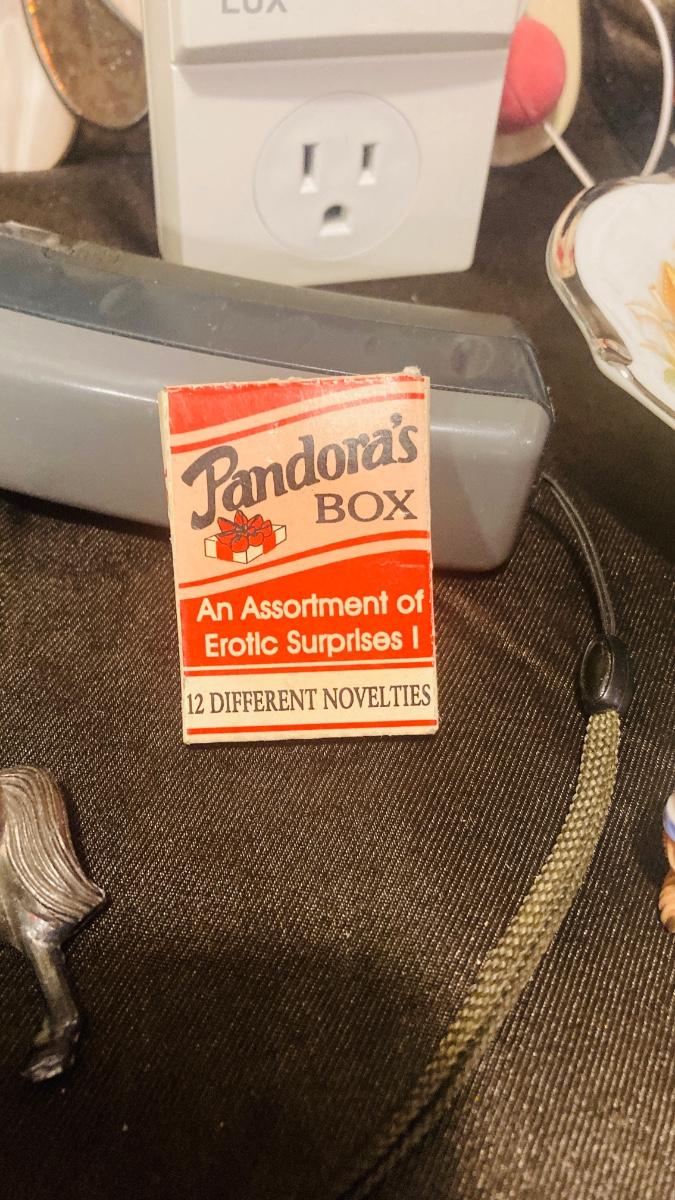 LUX
Pandora's
BOX
An Assortment of
Erotic Surprises !
12 DIFFERENT NOVELTIES